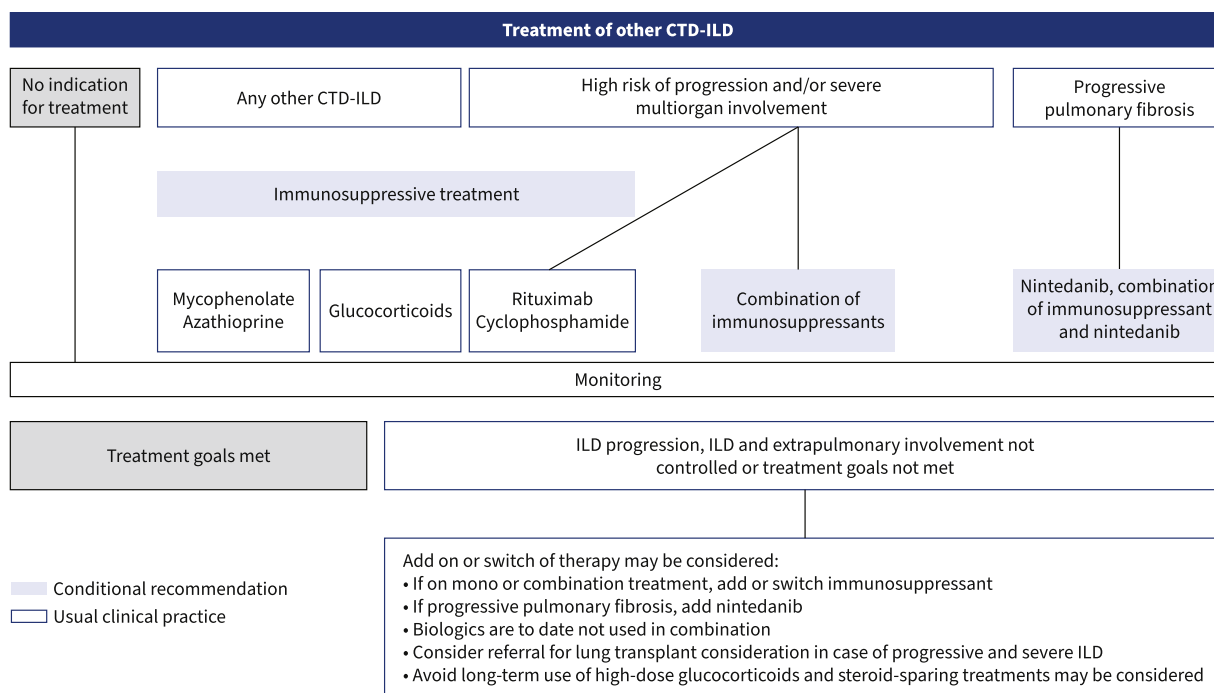 Treatment of other CTD-ILD
No indication
for treatment
Any other CTD-ILD
High risk of progression and/or severe
multiorgan involvement
Progressive
pulmonary fibrosis
Immunosuppressive treatment
Mycophenolate
Azathioprine
Glucocorticoids
Rituximab
Cyclophosphamide
Combination of
immunosuppressants
Nintedanib, combination
of immunosuppressant
and nintedanib
Monitoring
Treatment goals met
ILD progression, ILD and extrapulmonary involvement not
controlled or treatment goals not met
Add on or switch of therapy may be considered:
• If on mono or combination treatment, add or switch immunosuppressant
• If progressive pulmonary fibrosis, add nintedanib
• Biologics are to date not used in combination
• Consider referral for lung transplant consideration in case of progressive and severe ILD
• Avoid long-term use of high-dose glucocorticoids and steroid-sparing treatments may be considered
Conditional recommendation
Usual clinical practice